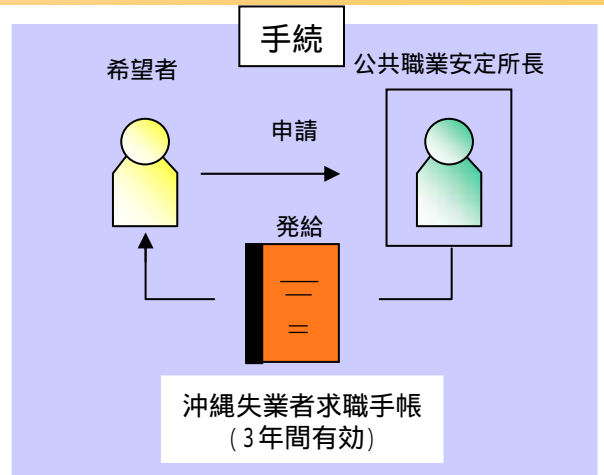 手続
希望者
公共職業安定所長
申請
発給
沖縄失業者求職手帳
(3年間有効)